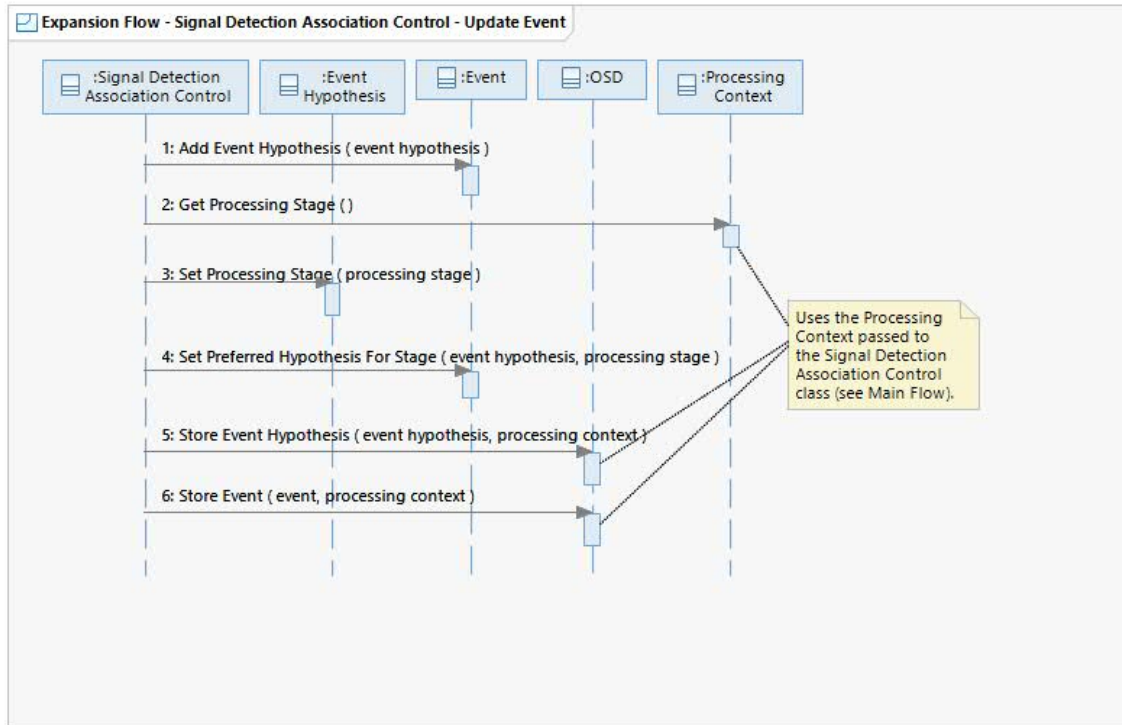 Expansion Flow - Signal Detection Association Control - Update Event
:Signal Detection
Association Control
:Event
Hypothesis
:Event
:OSD
:Processing
Context
1: Add Event Hypothesis ( event hypothesis )
2: Get Processing Stage ( )
3: Set Processing Stage ( processing stage )
4: Set Preferred Hypothesis For Stage ( event hypothesis, processing stage )
5: Store Event Hypothesis ( event hypothesis, processing context )
6: Store Event ( event, processing context )
Uses the Processing
Context passed to
the Signal Detection
Association Control
class (see Main Flow).